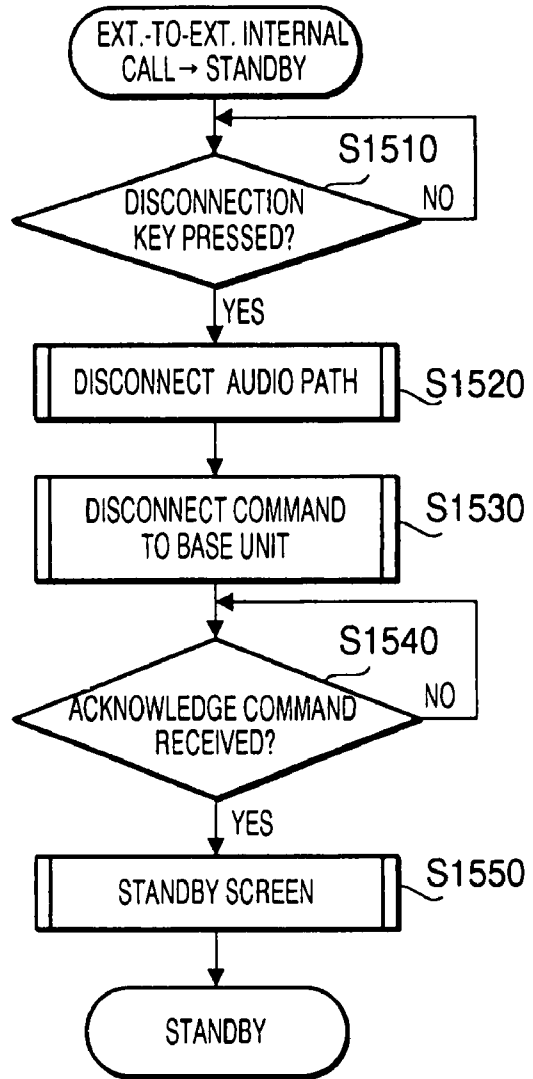 EXT.-TO-EXT. INTERNAL
CALL → STANDBY
S1510
DISCONNECTION
KEY PRESSED?
NO
YES
DISCONNECT AUDIO PATH
S1520
DISCONNECT COMMAND
TO BASE UNIT
S1530
S1540
ACKNOWLEDGE COMMAND
RECEIVED?
NO
YES
STANDBY SCREEN
S1550
STANDBY